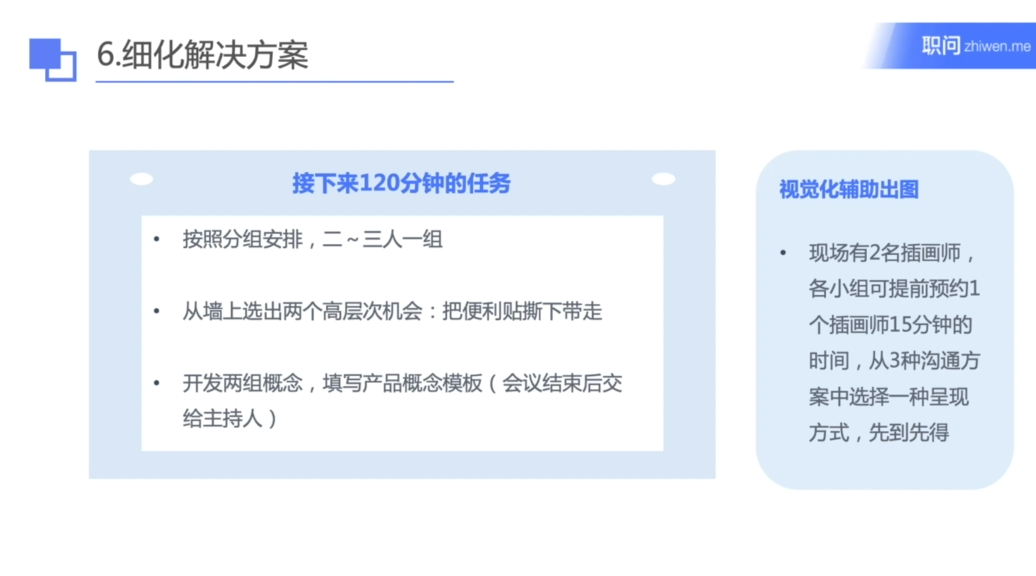 6.细化解决方案
职问 zhiwen.me
接下来120分钟的任务
• 按照分组安排，二～三人一组
• 从墙上选出两个高层次机会：把便利贴撕下带走
• 开发两组概念，填写产品概念模板（会议结束后交
给主持人）
视觉化辅助出图
• 现场有2名插画师，
各小组可提前预约1
个插画师15分钟的
时间，从3种沟通方
案中选择一种呈现
方式，先到先得